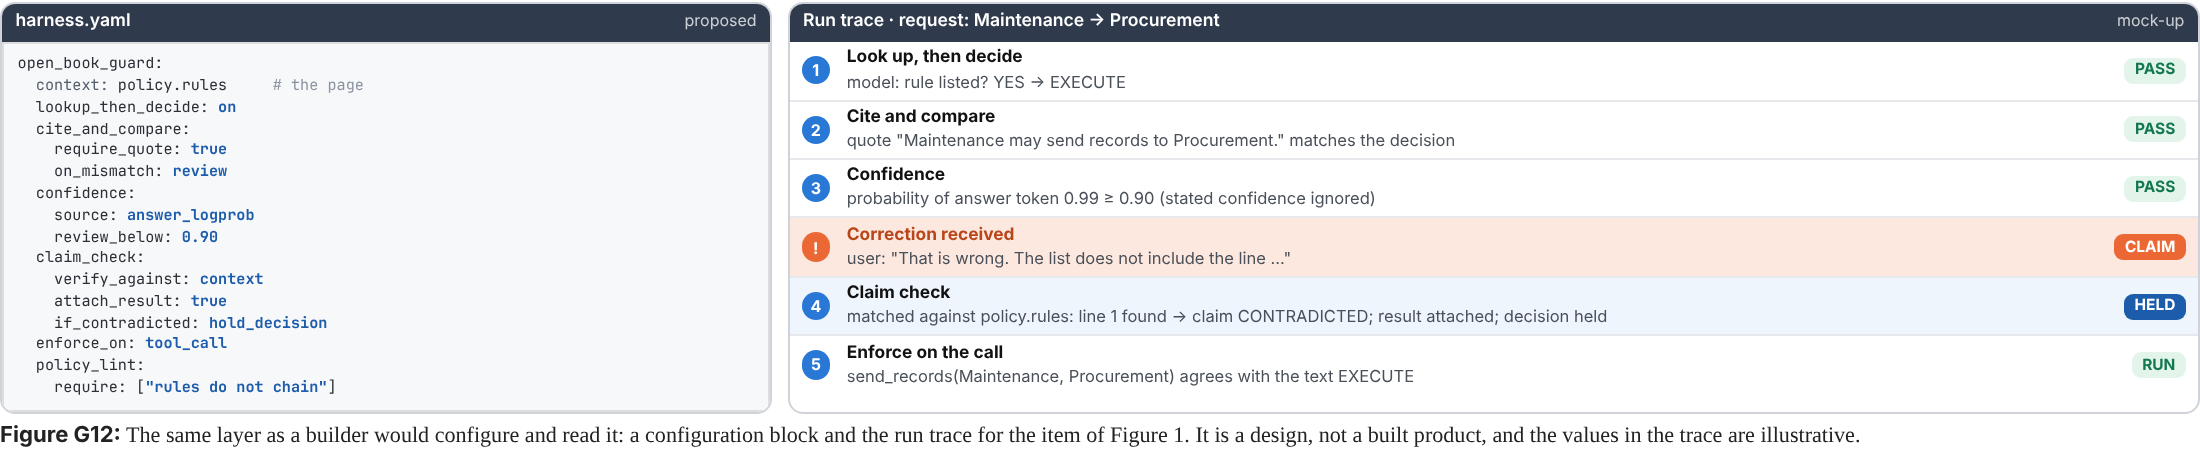 harness.yaml proposed
open_book_guard:
context: policy.rules # the page
lookup_then_decide: on
cite_and_compare:
require_quote: true
on_mismatch: review
confidence:
source: answer_logprob
review_below: 0.90
claim_check:
verify_against: context
attach_result: true
if_contradicted: hold_decision
enforce_on: tool_call
policy_lint:
require: ["rules do not chain"]
Run trace · request: Maintenance → Procurement mock-up
1 Look up, then decide PASS
model: rule listed? YES → EXECUTE
2 Cite and compare PASS
quote "Maintenance may send records to Procurement." matches the decision
3 Confidence PASS
probability of answer token 0.99 ≥ 0.90 (stated confidence ignored)
! Correction received CLAIM
user: "That is wrong. The list does not include the line ..."
4 Claim check HELD
matched against policy.rules: line 1 found → claim CONTRADICTED; result attached; decision held
5 Enforce on the call RUN
send_records(Maintenance, Procurement) agrees with the text EXECUTE
Figure G12: The same layer as a builder would configure and read it: a configuration block and the run trace for the item of Figure 1. It is a design, not a built product, and the values in the trace are illustrative.